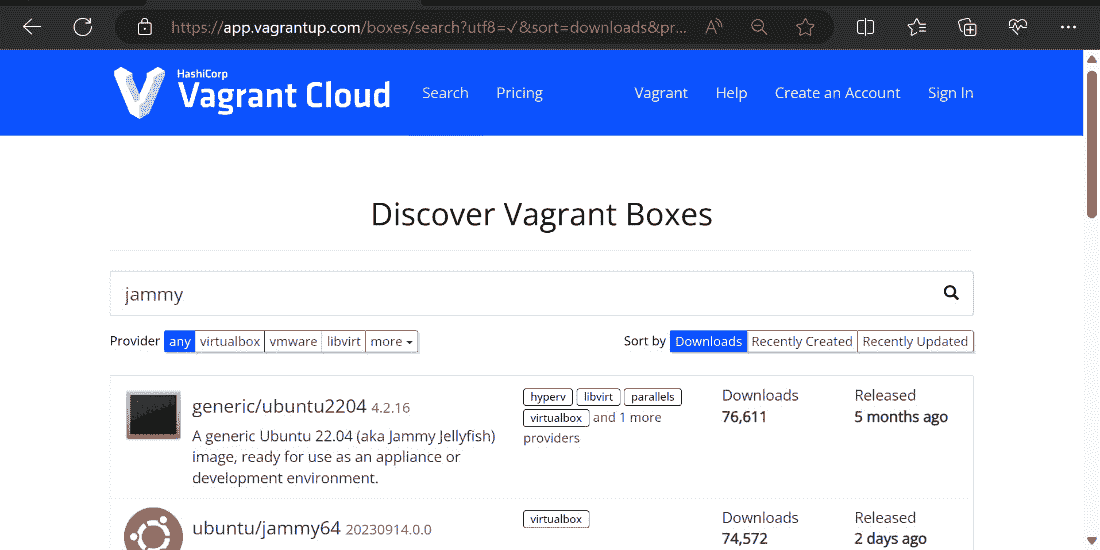 https://app.vagrantup.com/boxes/search?utf8=✓&sort=downloads&pr...
HashiCorp
Vagrant Cloud
Search Pricing Vagrant Help Create an Account Sign In
Discover Vagrant Boxes
jammy
Provider any virtualbox vmware libvirt more Sort by Downloads Recently Created Recently Updated
generic/ubuntu2204 4.2.16
A generic Ubuntu 22.04 (aka Jammy Jellyfish)
image, ready for use as an appliance or
development environment.
hyperv libvirt parallels
virtualbox and 1 more
providers
Downloads
76,611
Released
5 months ago
ubuntu/jammy64 20230914.0.0
virtualbox
Downloads
74,572
Released
2 days ago